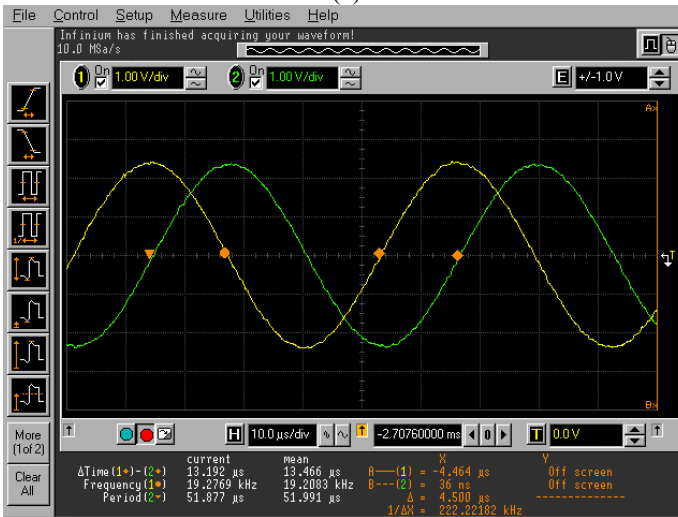 File Control Setup Measure Utilities Help
Infinium has finished acquiring your waveform!
10.0 MSa/s
1 On 1.00 V/div 2 On 1.00 V/div E +/-1.0 V
A
T
B
More
(1of 2)
Clear
All
H 10.0 µs/div -2.70760000 ms 0 T 0.0 V
current mean X Y
ΔTime(1)-(2) 13.192 µs 13.466 µs A—(1) = -4.464 µs Off screen
Frequency(1) 19.2769 kHz 19.2083 kHz B---(2) = 36 ns Off screen
Period(2) 51.877 µs 51.991 µs Δ = 4.500 µs --------------
1/ΔX = 222.22182 kHz